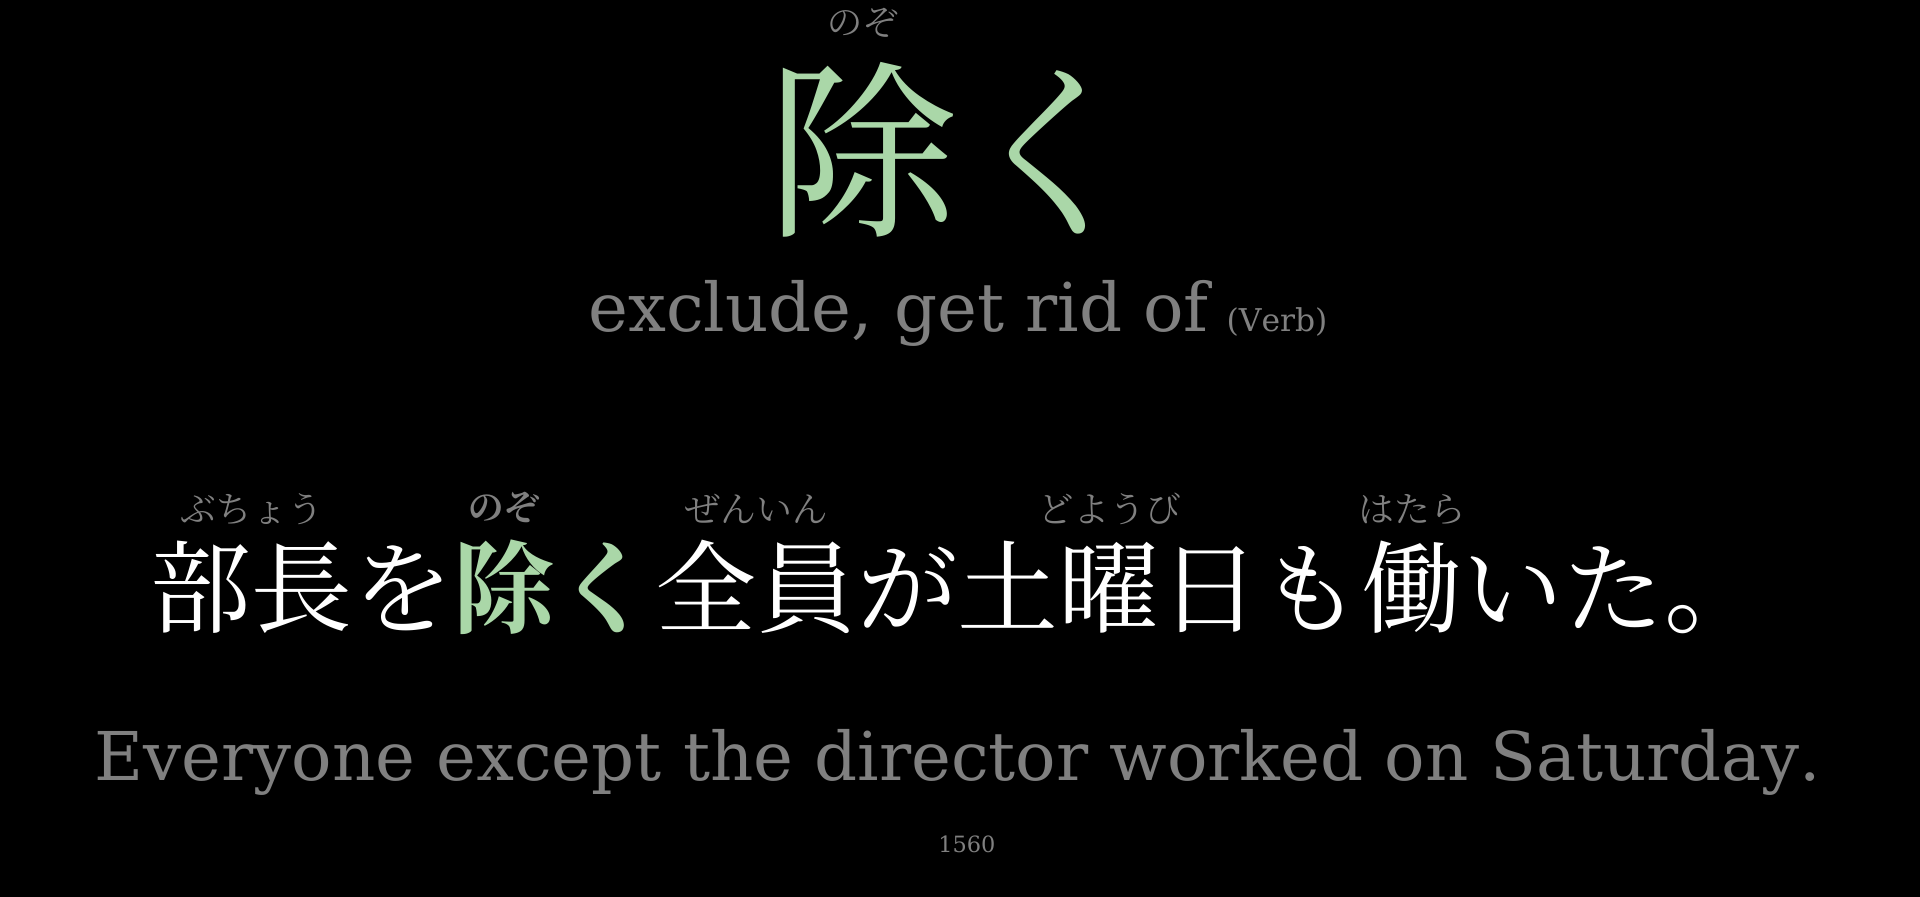 のぞ
除く
exclude, get rid of (Verb)
ぶちょう のぞ ぜんいん どようび はたら
部長を除く全員が土曜日も働いた。
Everyone except the director worked on Saturday.
1560